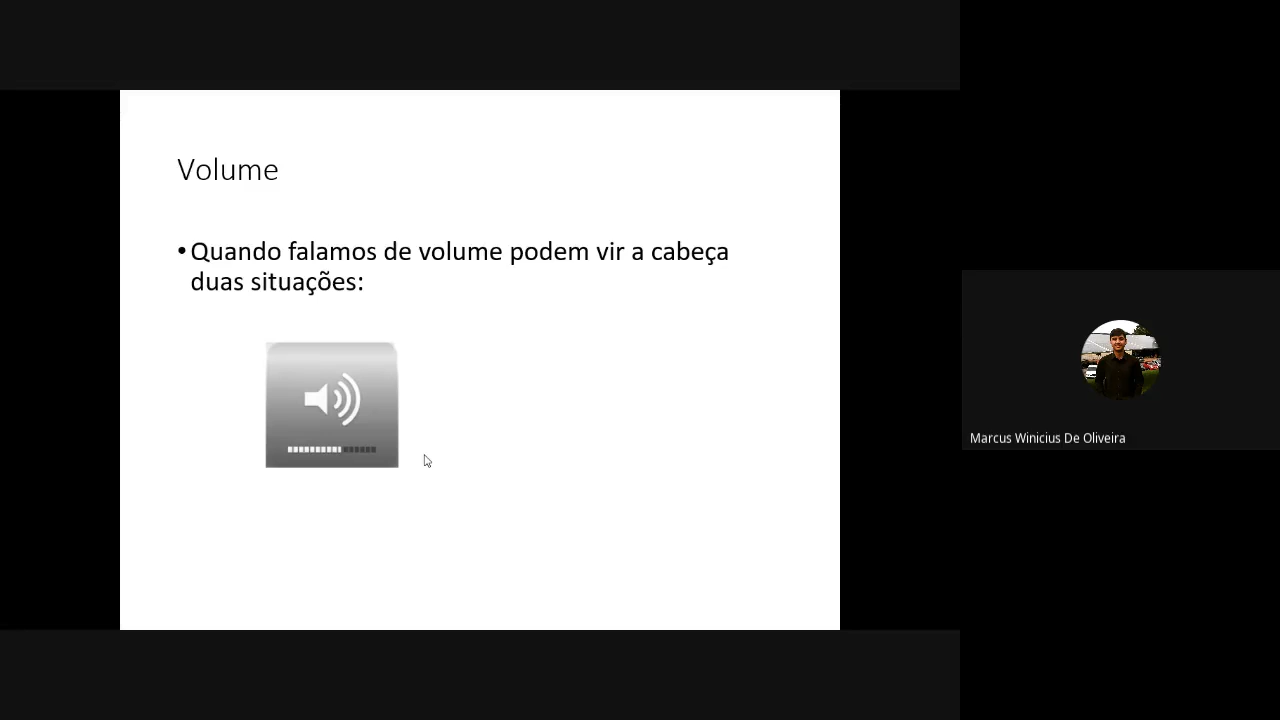 Volume
•Quando falamos de volume podem vir a cabeça
duas situações:
Marcus Winicius De Oliveira